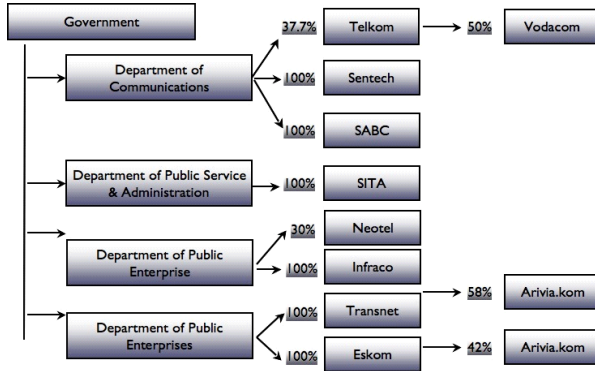 Government
37.7%
Telkom
50%
Vodacom
Department of
Communications
100%
Sentech
100%
SABC
Department of Public Service
& Administration
100%
SITA
30%
Neotel
Department of Public
Enterprise
100%
Infraco
58%
Arivia.kom
100%
Transnet
Department of Public
Enterprises
100%
Eskom
42%
Arivia.kom